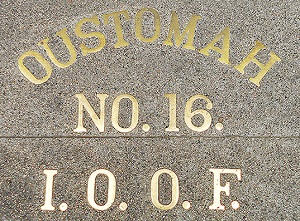 OUSTOMAH
NO. 16.
I. O. O. F.